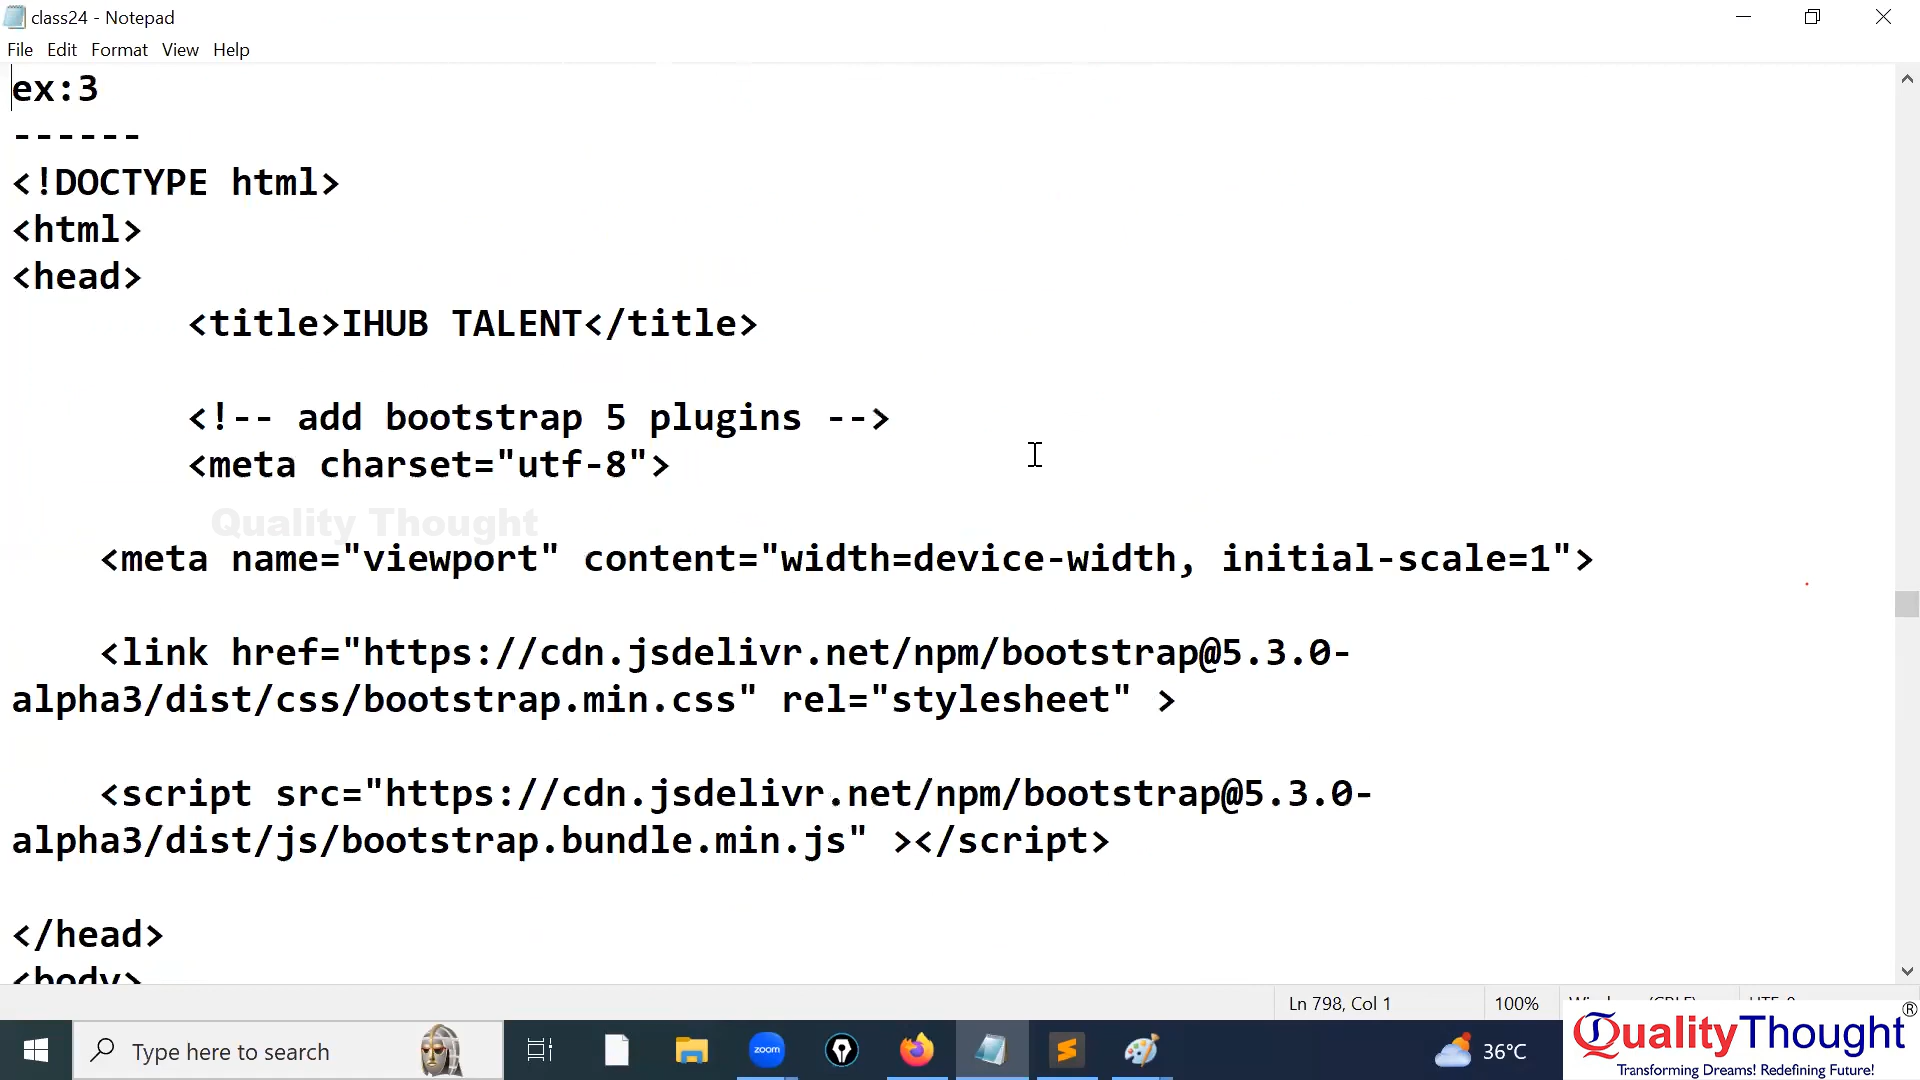 class24 - Notepad
File Edit Format View Help
ex:3
------
<!DOCTYPE html>
<html>
<head>
<title>IHUB TALENT</title>
<!-- add bootstrap 5 plugins -->
<meta charset="utf-8">
Quality Thought
<meta name="viewport" content="width=device-width, initial-scale=1">
<link href="https://cdn.jsdelivr.net/npm/bootstrap@5.3.0-
alpha3/dist/css/bootstrap.min.css" rel="stylesheet" >
<script src="https://cdn.jsdelivr.net/npm/bootstrap@5.3.0-
alpha3/dist/js/bootstrap.bundle.min.js" ></script>
</head>
<body>
Ln 798, Col 1 100%
Type here to search
zoom
36°C
QualityThought®
Transforming Dreams! Redefining Future!